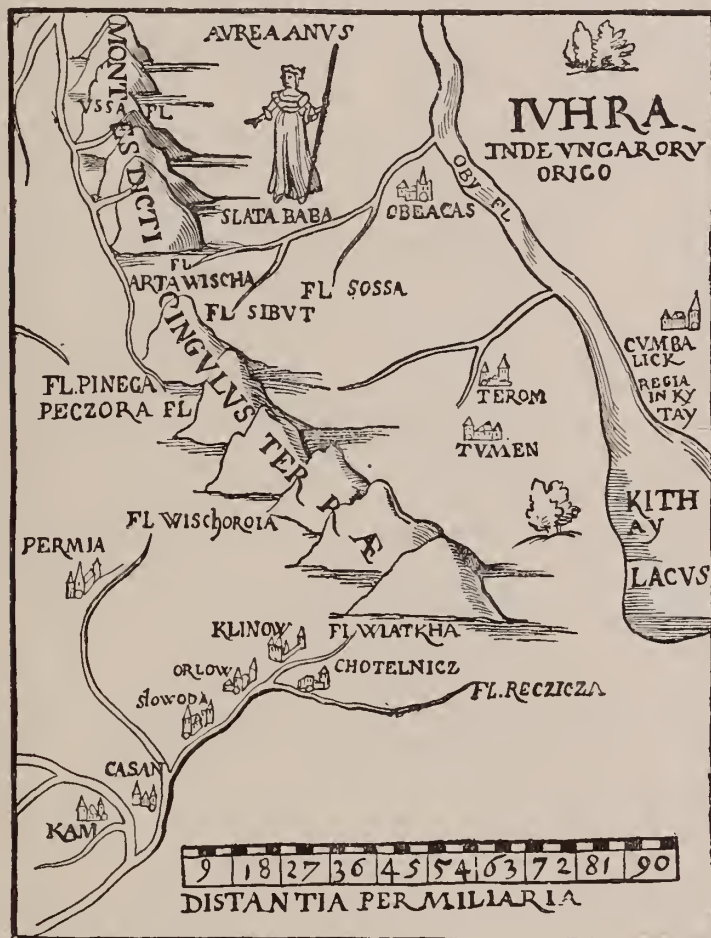 AVREA ANVS
MONTES DICTI
VSSA FL
IVHRA
INDE VNGARORV
ORIGO
OBY FL
SLATA BABA
OBEACAS
FL
ARTAWISCHA
FL SOSSA
FL SIBVT
CINGVLVS TERRÆ
CVMBA
LICK
REGIA
IN KY
TAY
FL. PINEGA
PECZORA FL
TEROM
TVMEN
KITH
AY
LACVS
FL WISCHOROIA
PERMIA
KLINOW
FL WIATKHA
ORLOW
CHOTELNICZ
SLOWODA
FL. RECZICZA
CASAN
KAM
9 18 27 36 45 54 63 72 81 90
DISTANTIA PER MILIARIA